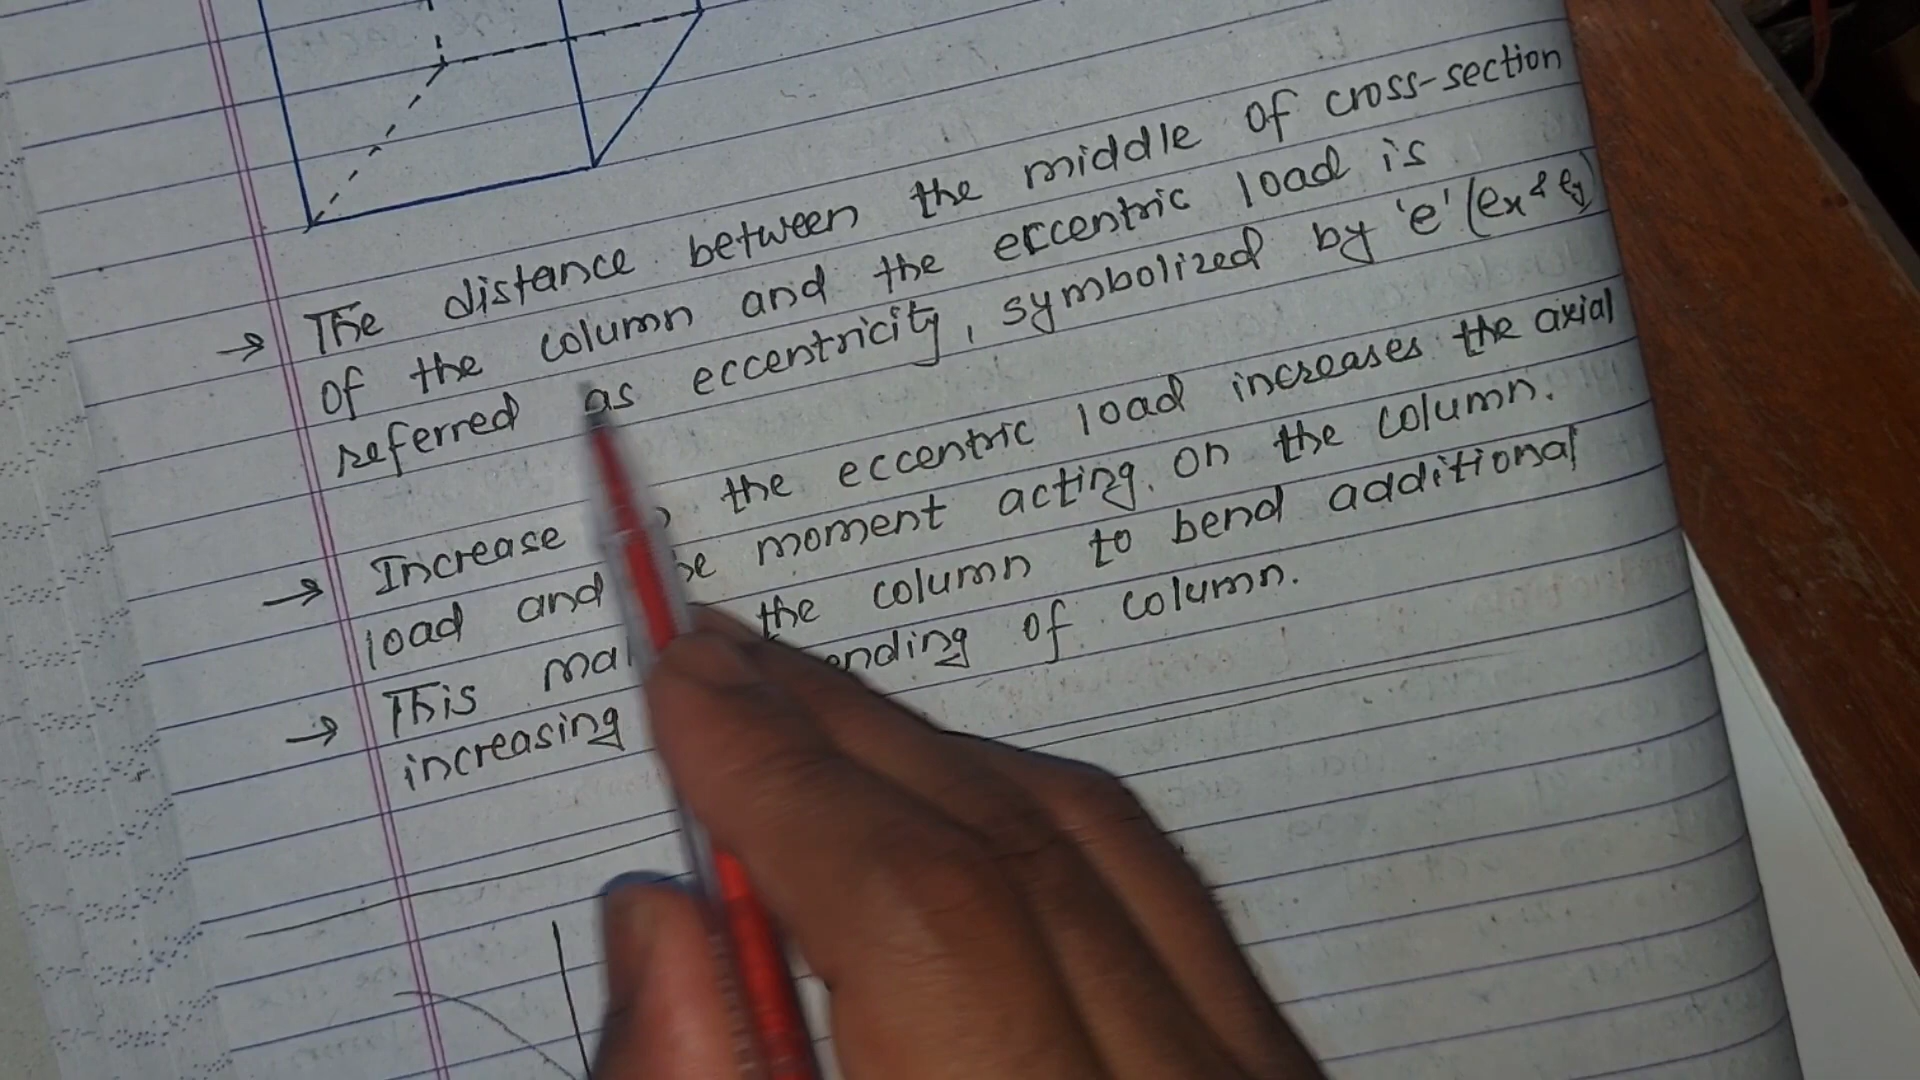 → The distance between the middle of cross-section
of the column and the eccentric load is
referred as eccentricity, symbolized by 'e' (ex & ey)
→ Increase the eccentric load increases the axial
load and moment acting. on the column.
→ This the column to bend additional
increasing of column.